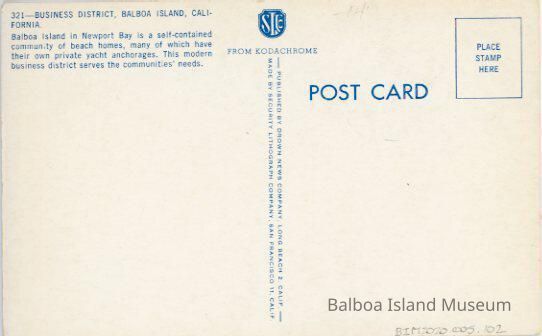 321—BUSINESS DISTRICT, BALBOA ISLAND, CALI-
FORNIA.
Balboa Island in Newport Bay is a self-contained
community of beach homes, many of which have
their own private yacht anchorages. This modern
business district serves the communities' needs.
FROM KODACHROME
PUBLISHED BY DROWN NEWS COMPANY, LONG BEACH 2, CALIF.
MADE BY SECURITY LITHOGRAPH COMPANY, SAN FRANCISCO 11, CALIF.
POST CARD
PLACE
STAMP
HERE
Balboa Island Museum